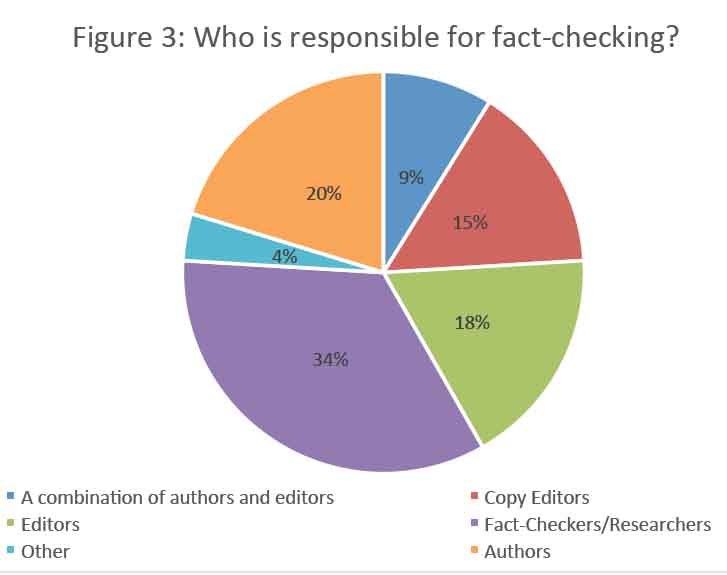 Figure 3: Who is responsible for fact-checking?
9%
20%
15%
4%
18%
34%
A combination of authors and editors
Copy Editors
Editors
Fact-Checkers/Researchers
Other
Authors